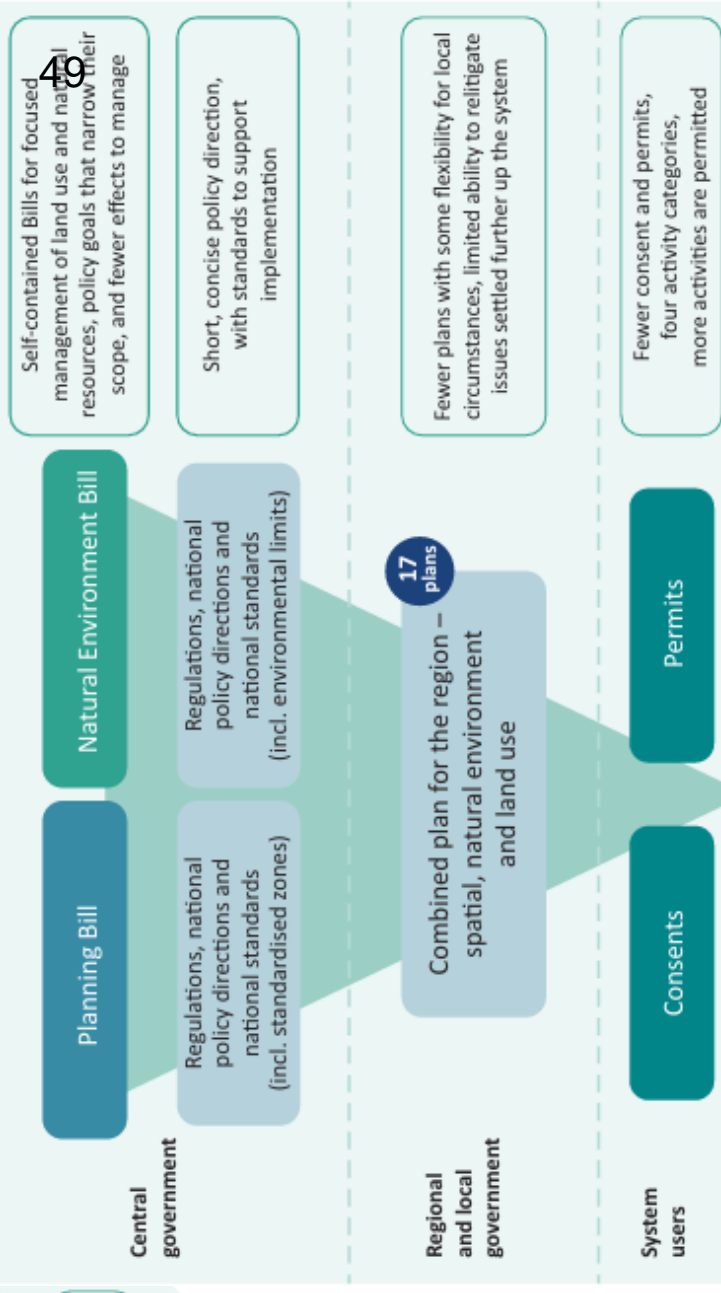 49
Central
government
Planning Bill
Natural Environment Bill
Self-contained Bills for focused
management of land use and natural
resources, policy goals that narrow their
scope, and fewer effects to manage
Regulations, national
policy directions and
national standards
(incl. standardised zones)
Regulations, national
policy directions and
national standards
(incl. environmental limits)
Short, concise policy direction,
with standards to support
implementation
Regional
and local
government
Combined plan for the region –
spatial, natural environment
and land use
17
plans
Fewer plans with some flexibility for local
circumstances, limited ability to relitigate
issues settled further up the system
System
users
Consents
Permits
Fewer consent and permits,
four activity categories,
more activities are permitted